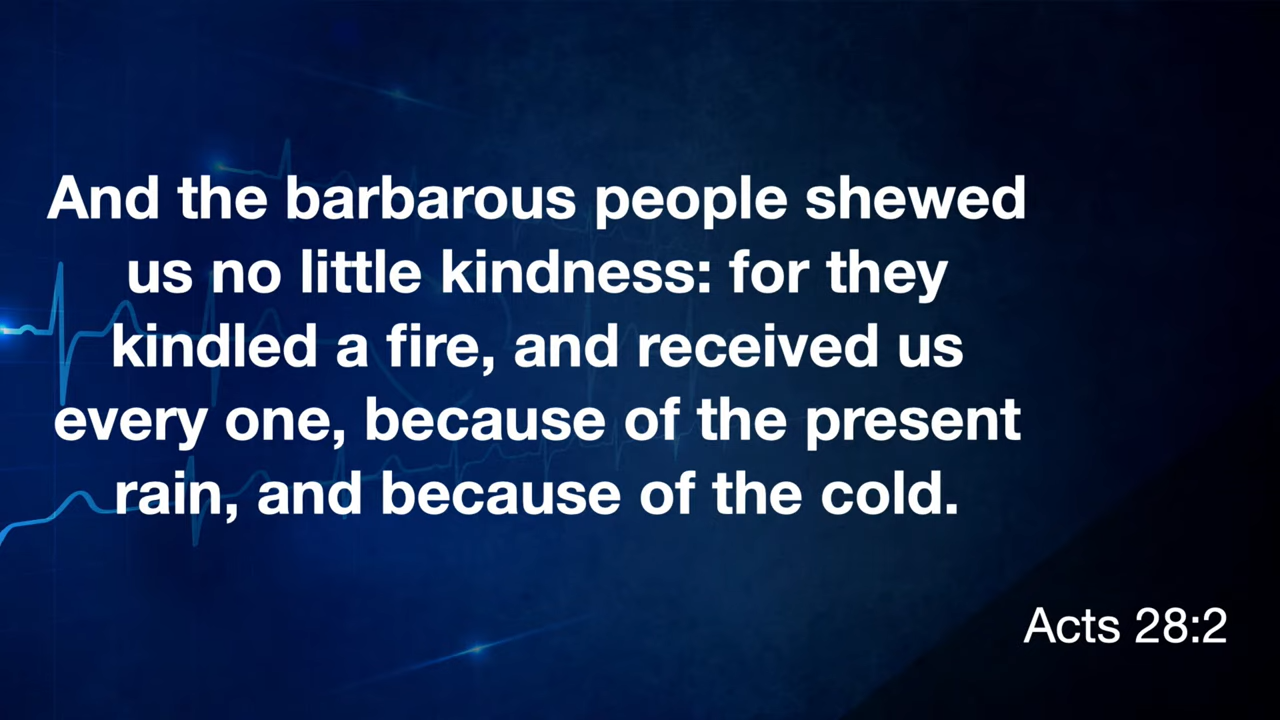 And the barbarous people shewed
us no little kindness: for they
kindled a fire, and received us
every one, because of the present
rain, and because of the cold.
Acts 28:2